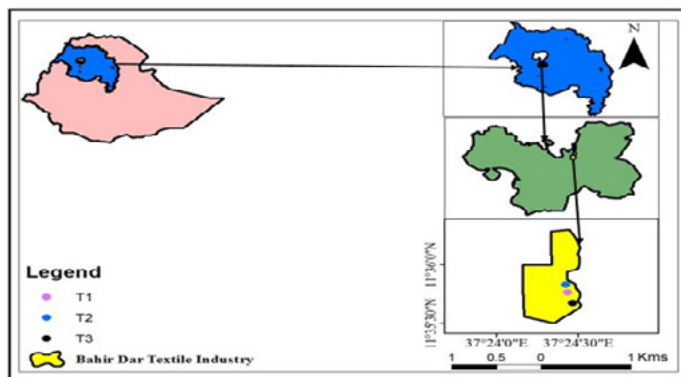 N
Legend
T1
T2
T3
Bahir Dar Textile Industry
11°36'0"N
11°35'30"N
37°24'0"E 37°24'30"E
1 0.5 0 1 Kms